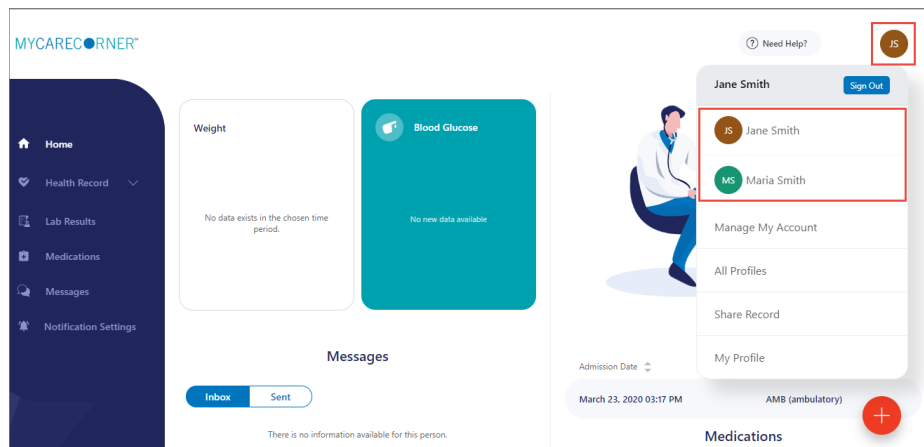 MYCARECORNER™
Need Help?
JS
Jane Smith
Sign Out
JS Jane Smith
MS Maria Smith
Manage My Account
All Profiles
Share Record
My Profile
Home
Health Record
Lab Results
Medications
Messages
Notification Settings
Weight
No data exists in the chosen time
period.
Blood Glucose
No new data available
Messages
Inbox Sent
There is no information available for this person.
Admission Date
March 23, 2020 03:17 PM AMB (ambulatory)
Medications